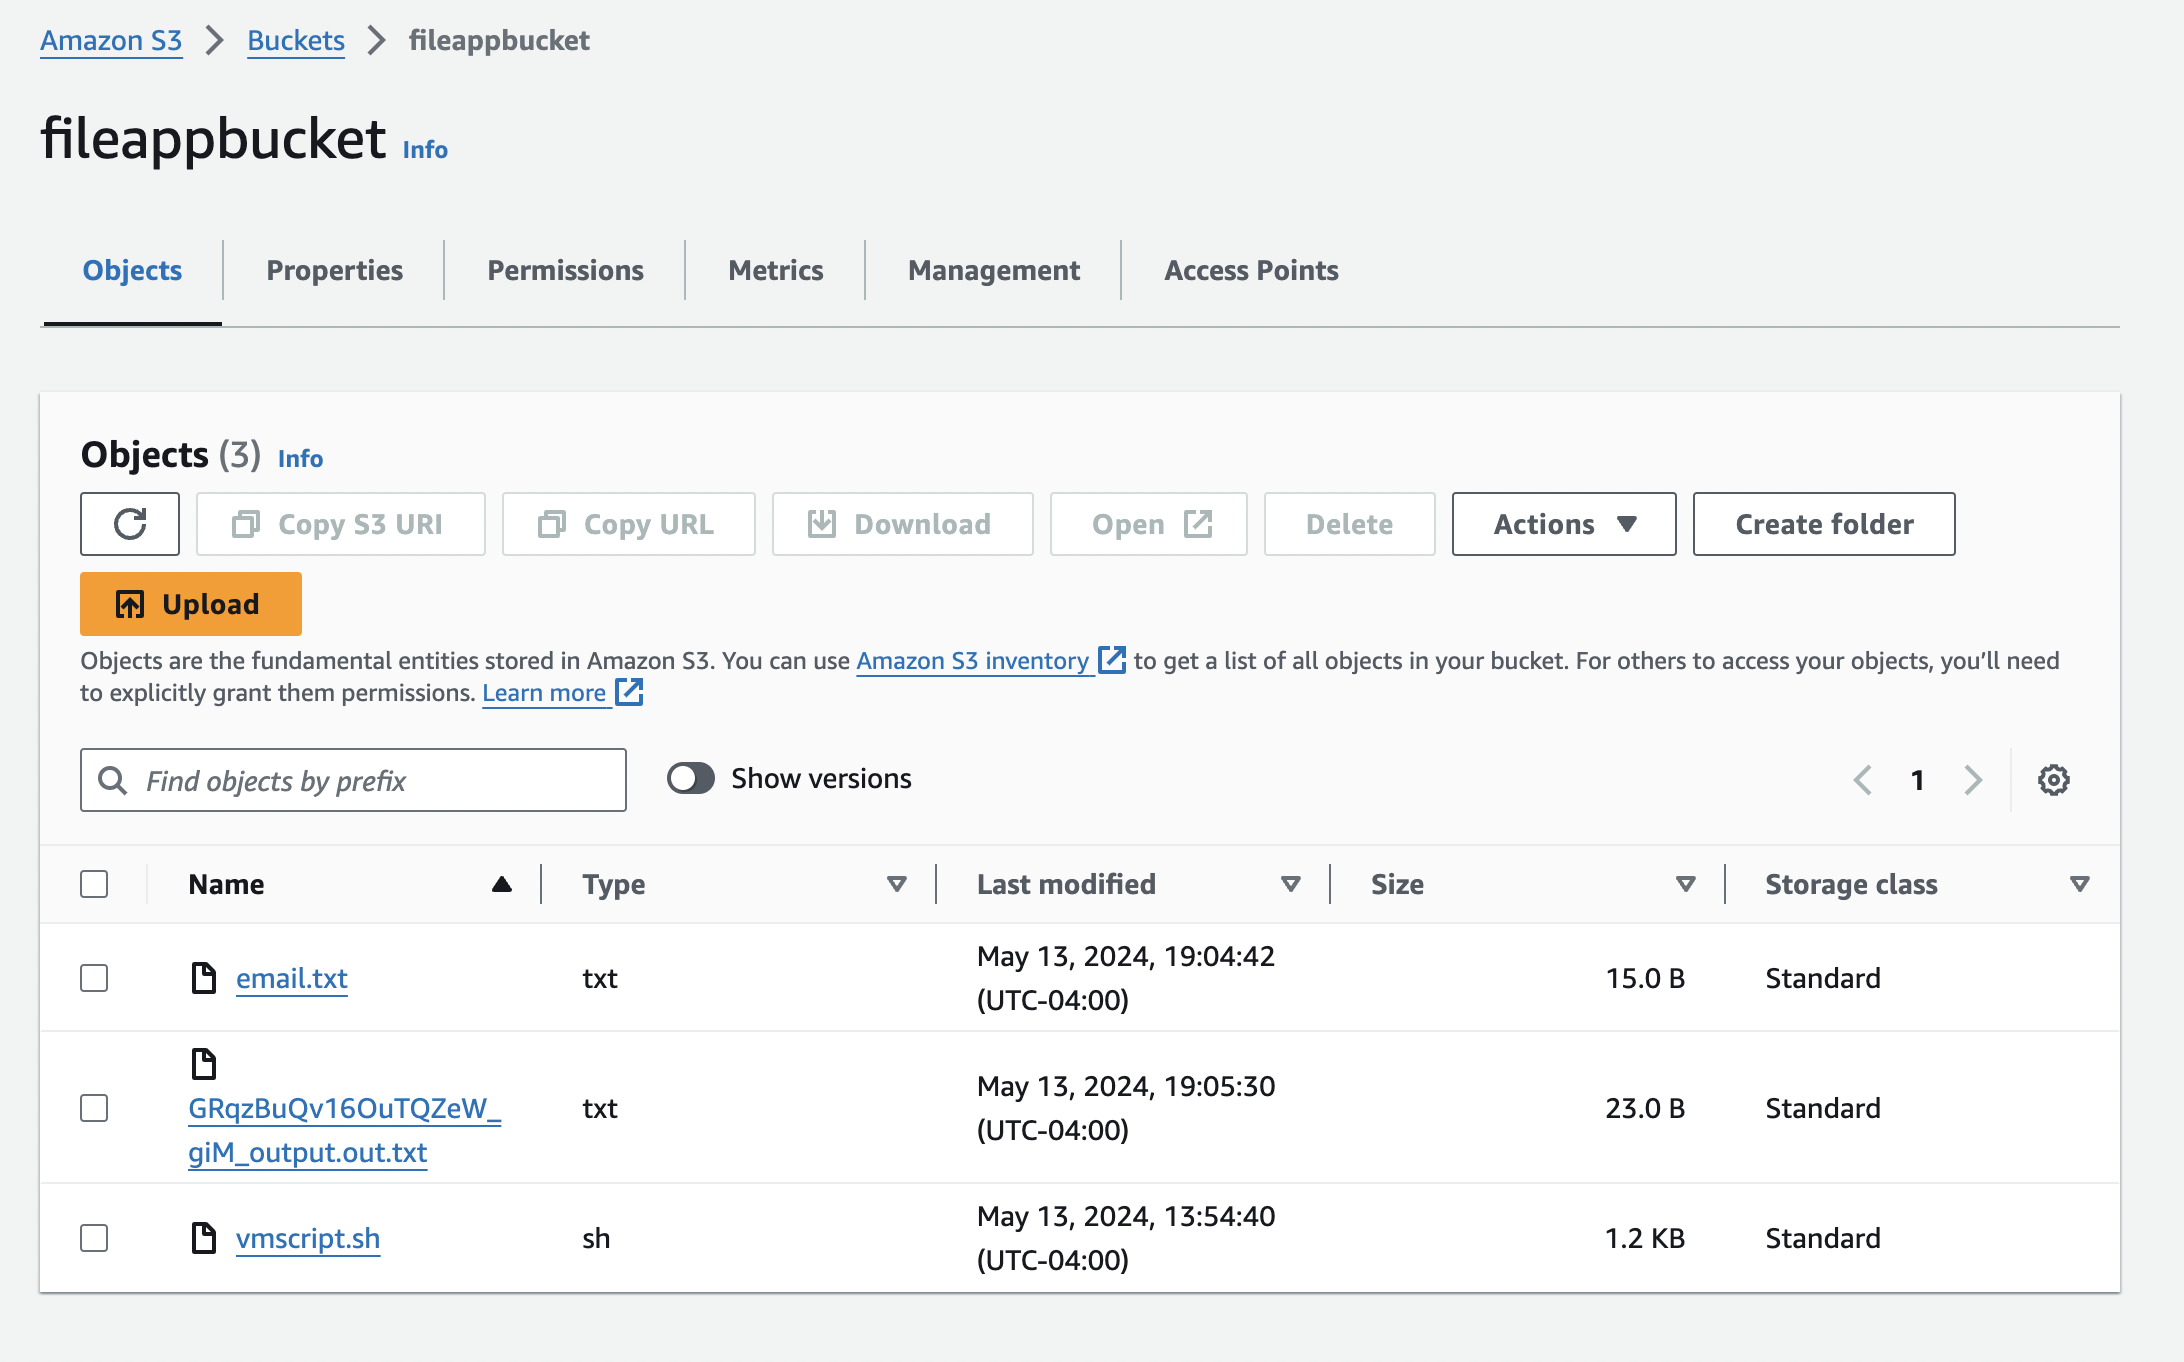 Amazon S3 > Buckets > fileappbucket
fileappbucket Info
Objects Properties Permissions Metrics Management Access Points
Objects (3) Info
Copy S3 URI Copy URL Download Open Delete Actions Create folder
Upload
Objects are the fundamental entities stored in Amazon S3. You can use Amazon S3 inventory to get a list of all objects in your bucket. For others to access your objects, you’ll need
to explicitly grant them permissions. Learn more
Find objects by prefix Show versions 1
Name Type Last modified Size Storage class
email.txt txt May 13, 2024, 19:04:42 (UTC-04:00) 15.0 B Standard
GRqzBuQv16OuTQZeW_giM_output.out.txt txt May 13, 2024, 19:05:30 (UTC-04:00) 23.0 B Standard
vmscript.sh sh May 13, 2024, 13:54:40 (UTC-04:00) 1.2 KB Standard